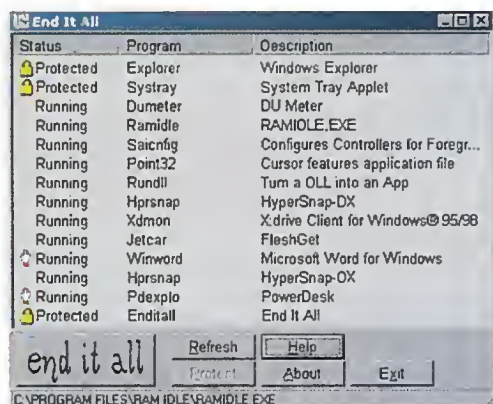 End It All
Status Program Description
Protected Explorer Windows Explorer
Protected Systray System Tray Applet
Running Dumeter DU Meter
Running Ramidle RAMIDLE.EXE
Running Saicnfig Configures Controllers for Foregr...
Running Point32 Cursor features application file
Running Rundll Turn a DLL into an App
Running Hprsnap HyperSnap-DX
Running Xdmon X:drive Client for Windows® 95/98
Running Jetcar FleshGet
Running Winword Microsoft Word for Windows
Running Hprsnap HyperSnap-DX
Running Pdexplo PowerDesk
Protected Enditall End It All
end it all
Refresh Help
Protect About Exit
C:\PROGRAM FILES\RAM IDLE\RAMIDLE.EXE